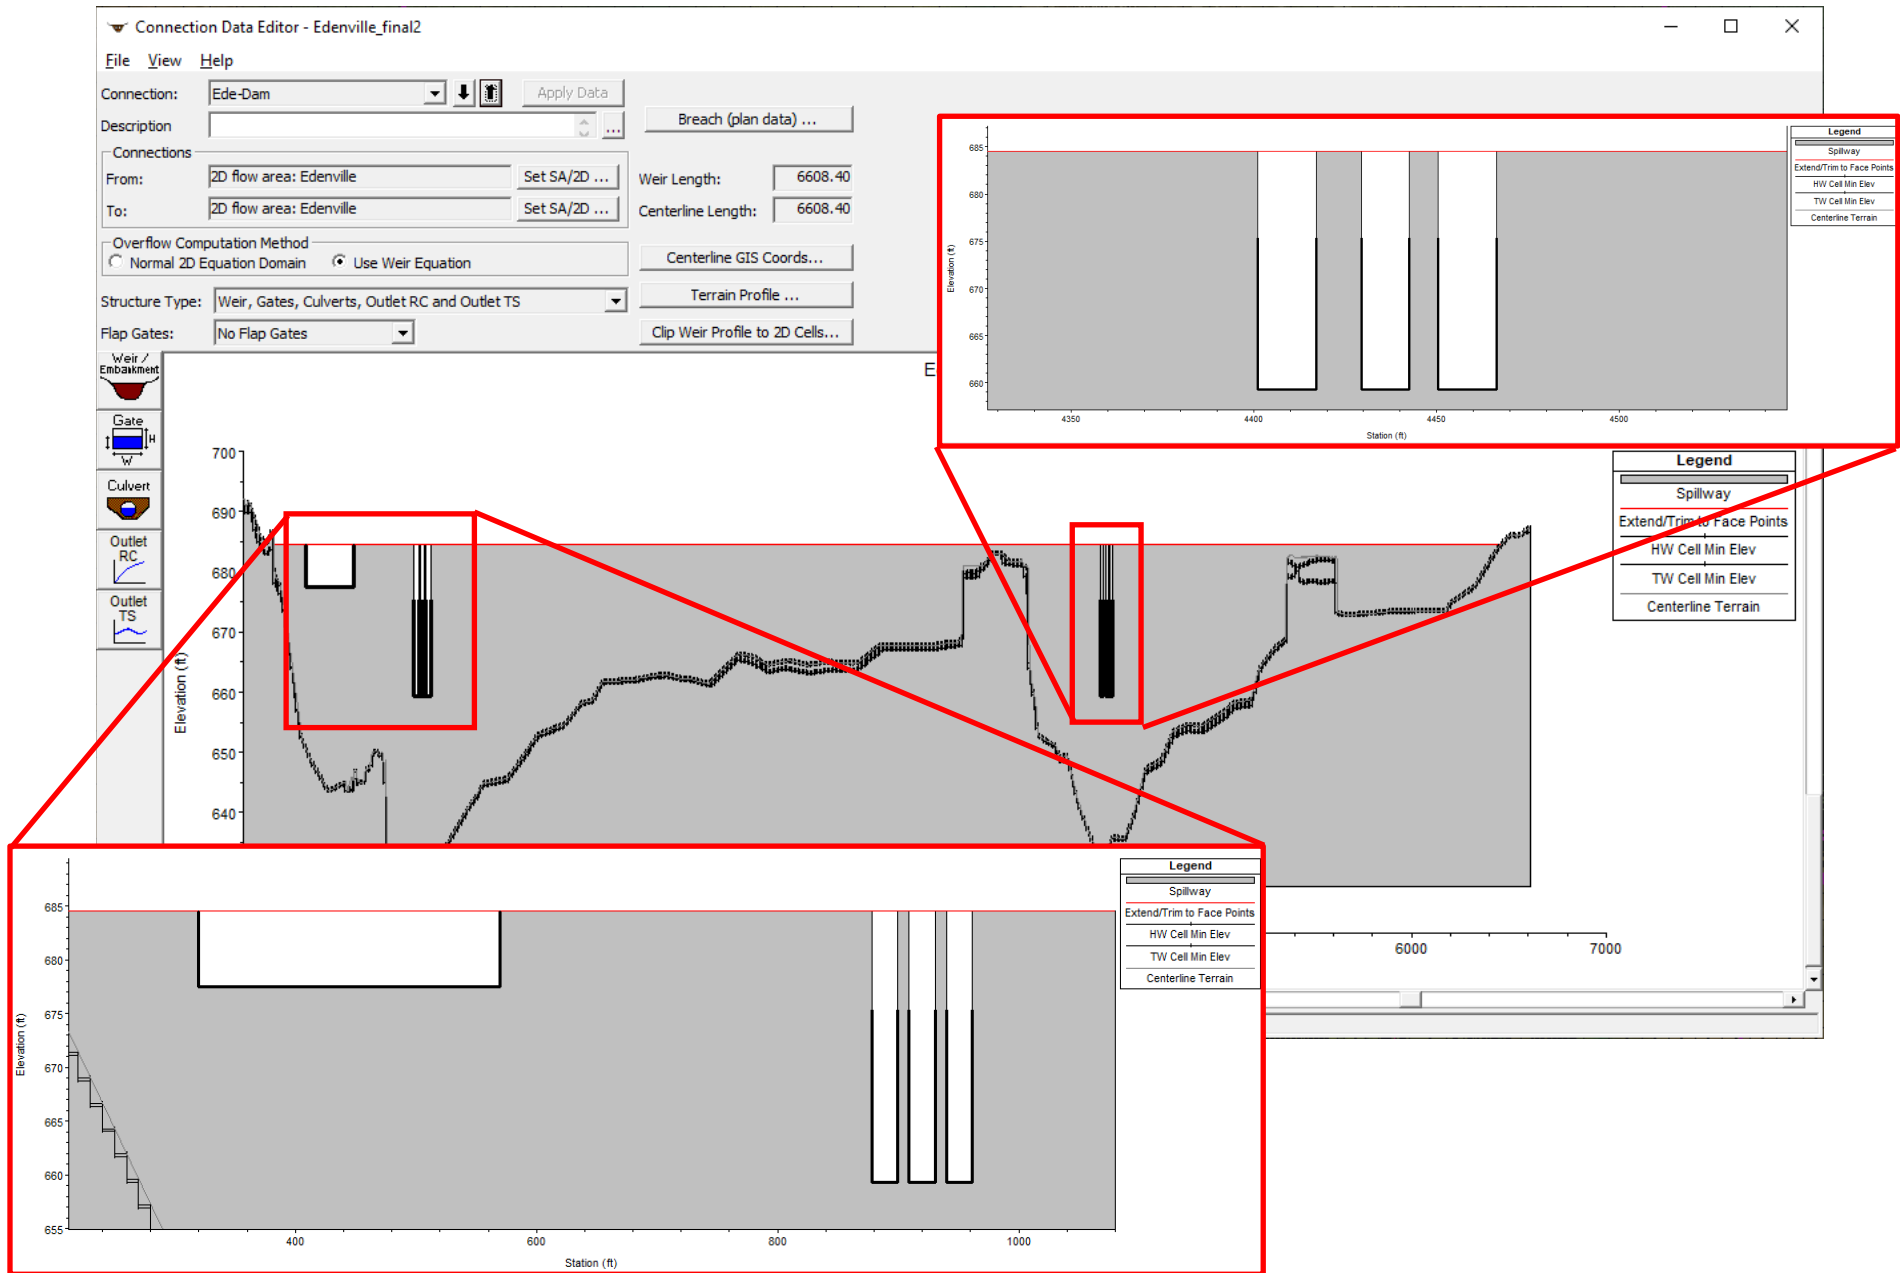 Connection Data Editor - Edenville_final2
File View Help
Connection: Ede-Dam Apply Data
Description ... Breach (plan data) ...
Connections
From: 2D flow area: Edenville Set SA/2D ... Weir Length: 6608.40
To: 2D flow area: Edenville Set SA/2D ... Centerline Length: 6608.40
Overflow Computation Method
Normal 2D Equation Domain Use Weir Equation Centerline GIS Coords...
Structure Type: Weir, Gates, Culverts, Outlet RC and Outlet TS Terrain Profile ...
Flap Gates: No Flap Gates Clip Weir Profile to 2D Cells...
Weir /
Embankment
Gate
H
W
Culvert
Outlet
RC
Outlet
TS
E
685
680
675
670
665
660
Elevation (ft)
4350 4400 4450 4500
Station (ft)
Legend
Spillway
Extend/Trim to Face Points
HW Cell Min Elev
TW Cell Min Elev
Centerline Terrain
700
690
680
670
660
650
640
Elevation (ft)
6000 7000
Legend
Spillway
Extend/Trim to Face Points
HW Cell Min Elev
TW Cell Min Elev
Centerline Terrain
685
680
675
670
665
660
655
Elevation (ft)
400 600 800 1000
Station (ft)
Legend
Spillway
Extend/Trim to Face Points
HW Cell Min Elev
TW Cell Min Elev
Centerline Terrain